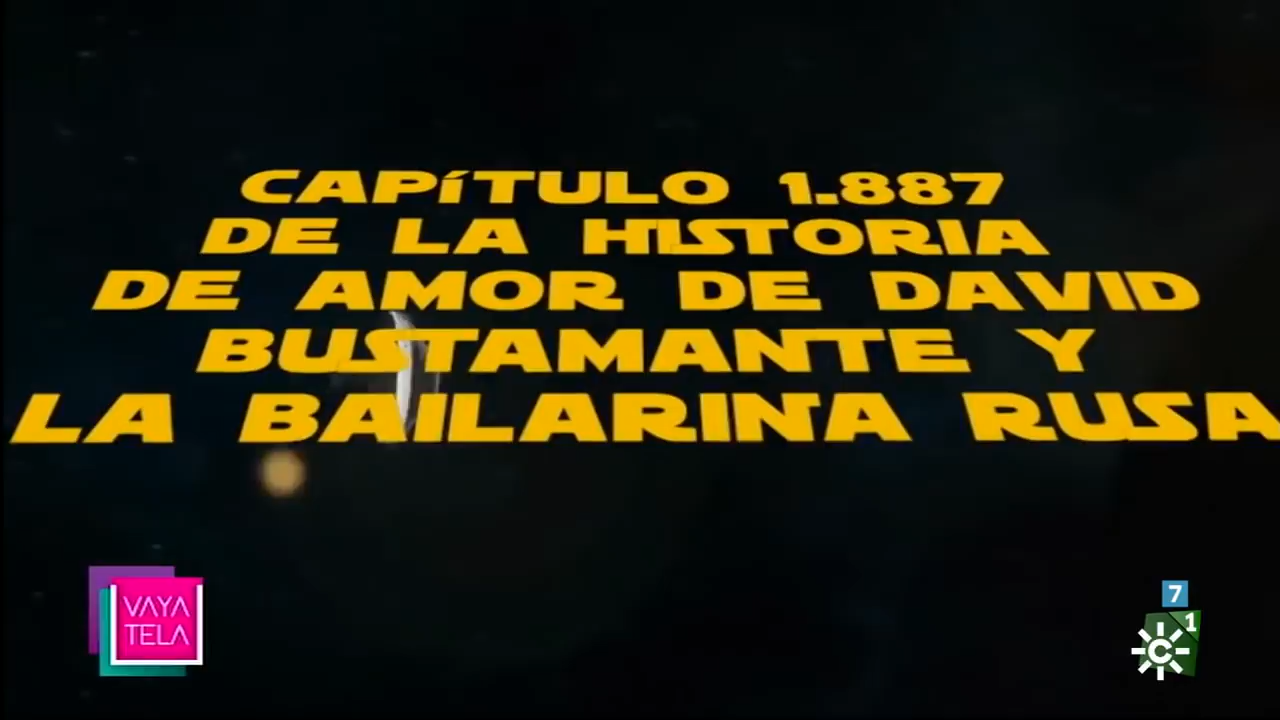 CAPÍTULO 1.887
DE LA HISTORIA
DE AMOR DE DAVID
BUSTAMANTE Y
LA BAILARINA RUSA
VAYA
TELA
7
1
C